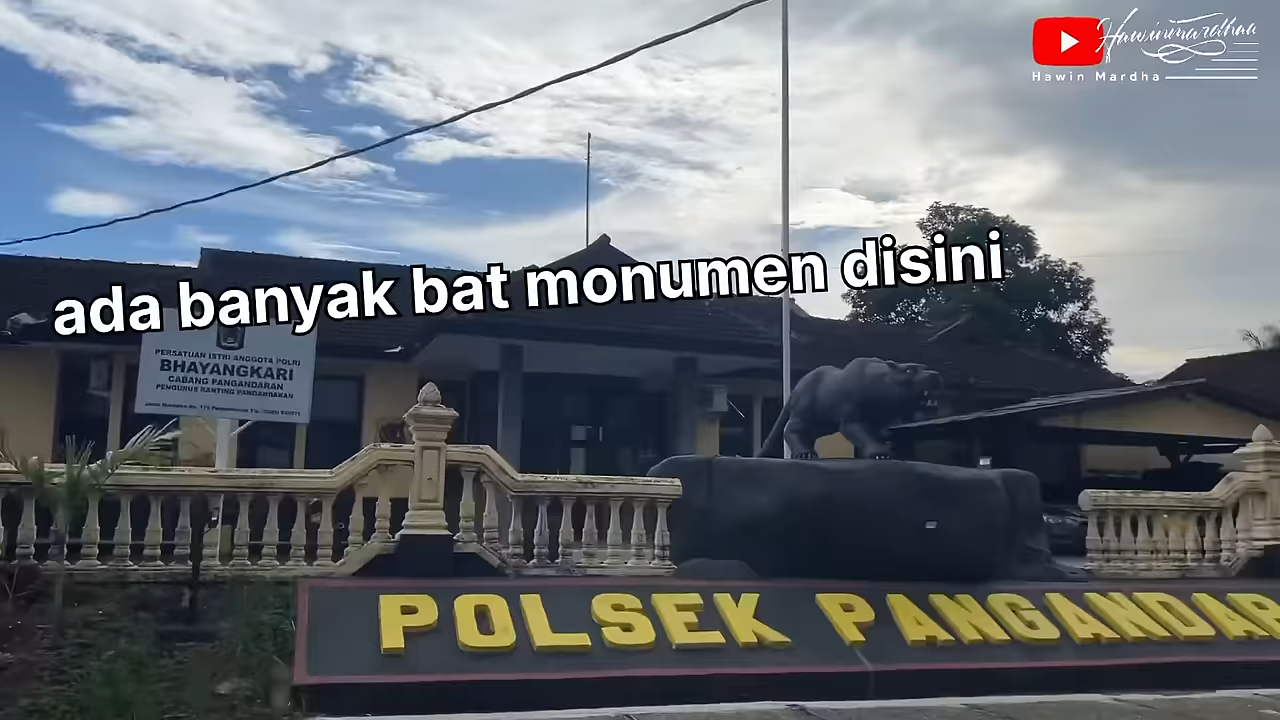 Hawinmardhaa
Hawin Mardha
ada banyak bat monumen disini
PERSATUAN ISTRI ANGGOTA POLRI
BHAYANGKARI
CABANG PANGANDARAN
PENGURUS RANTING PANGANDARAN
POLSEK PANGANDAR